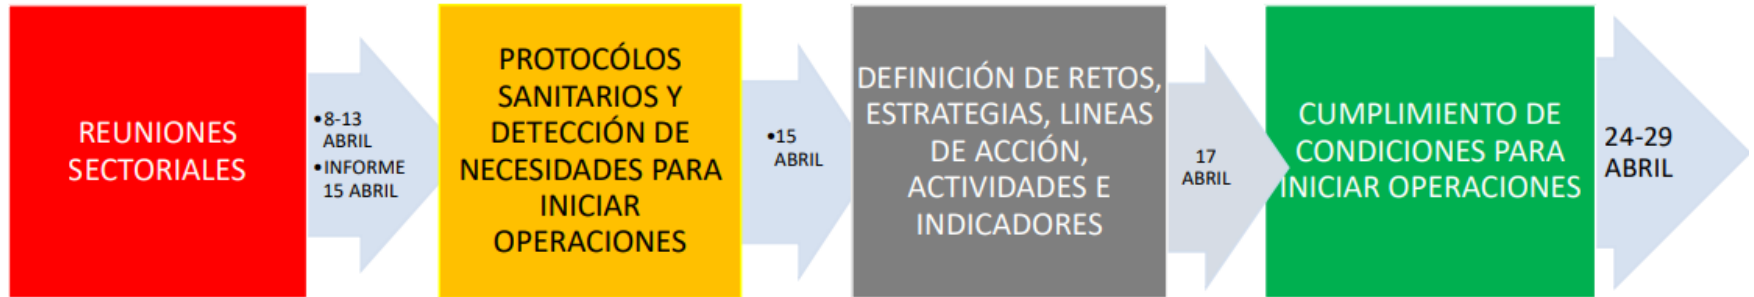 REUNIONES
SECTORIALES
•8-13
ABRIL
•INFORME
15 ABRIL
PROTOCÓLOS
SANITARIOS Y
DETECCIÓN DE
NECESIDADES PARA
INICIAR
OPERACIONES
•15
ABRIL
DEFINICIÓN DE RETOS,
ESTRATEGIAS, LINEAS
DE ACCIÓN,
ACTIVIDADES E
INDICADORES
17
ABRIL
CUMPLIMIENTO DE
CONDICIONES PARA
INICIAR OPERACIONES
24-29
ABRIL